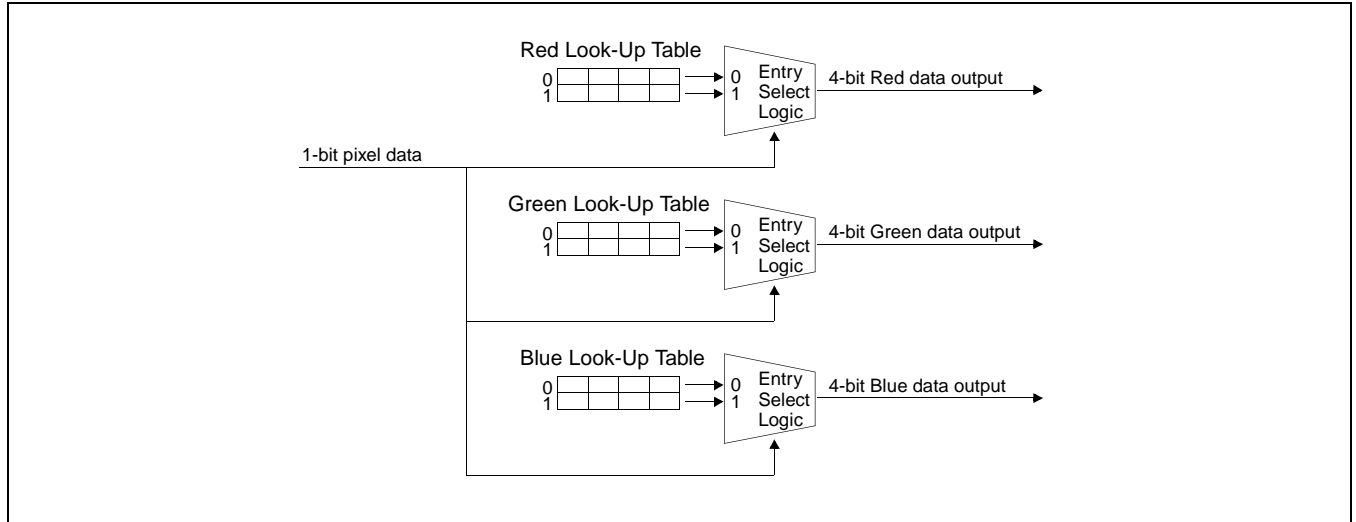 Red Look-Up Table
0
1
0 Entry
1 Select
Logic
4-bit Red data output
1-bit pixel data
Green Look-Up Table
0
1
0 Entry
1 Select
Logic
4-bit Green data output
Blue Look-Up Table
0
1
0 Entry
1 Select
Logic
4-bit Blue data output